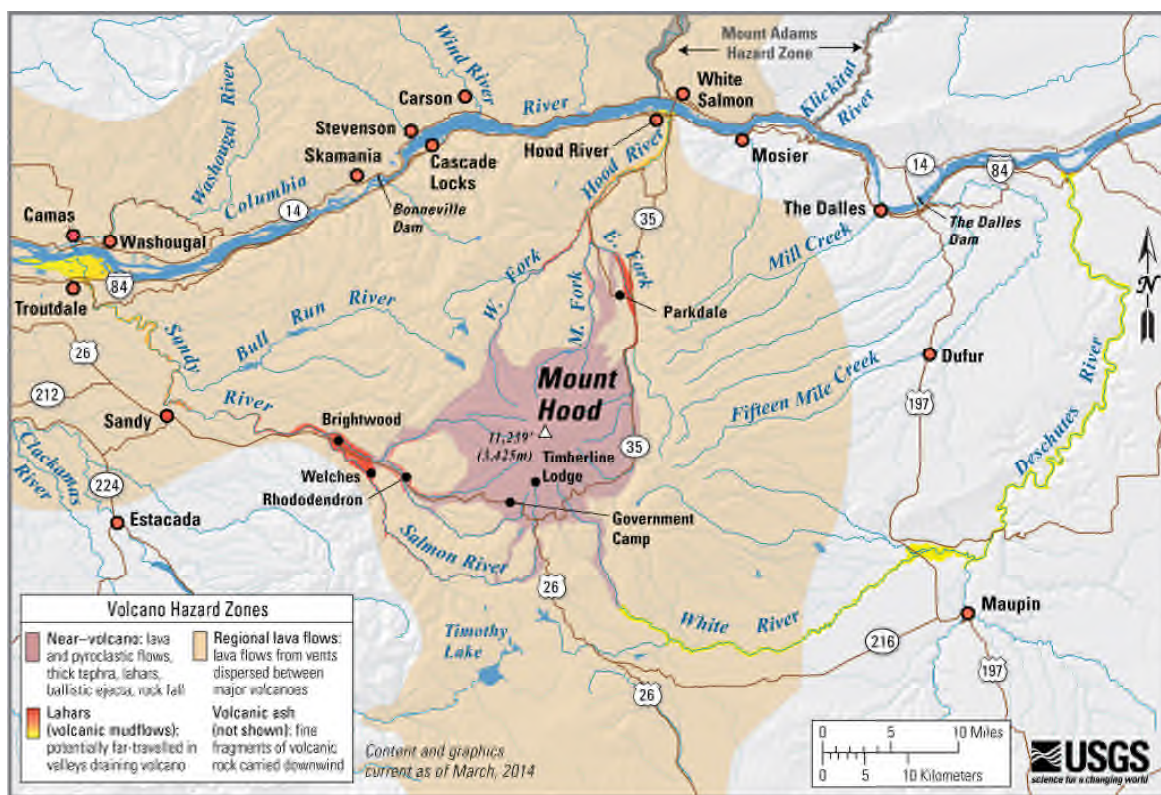 Mount Adams
Hazard Zone
Wind River
Washougal River
Klickitat
River
White
Salmon
Carson
River
Stevenson
Hood River
Hood River
Mosier
Skamania
Cascade
Locks
14
84
Columbia
14
Bonneville
Dam
35
The Dalles
The Dalles
Dam
Camas
Washougal
84
Troutdale
W. Fork
M. Fork
E. Fork
Mill Creek
N
Parkdale
Sandy
Bull Run River
26
Dufur
Mount
Hood
Fifteen Mile Creek
River
Deschutes
212
River
197
Sandy
Brightwood
11,239'
(3,425m)
35
Timberline
Lodge
Clackamas
River
Welches
Rhododendron
224
Government
Camp
Estacada
Salmon River
26
Maupin
White River
216
Timothy
Lake
197
26
Volcano Hazard Zones
Near–volcano: lava
and pyroclastic flows,
thick tephra, lahars,
ballistic ejecta, rock fall
Regional lava flows:
lava flows from vents
dispersed between
major volcanoes
Lahars
(volcanic mudflows):
potentially far-travelled in
valleys draining volcano
Volcanic ash
(not shown): fine
fragments of volcanic
rock carried downwind
Content and graphics
current as of March, 2014
0 5 10 Miles
0 5 10 Kilometers
USGS
science for a changing world